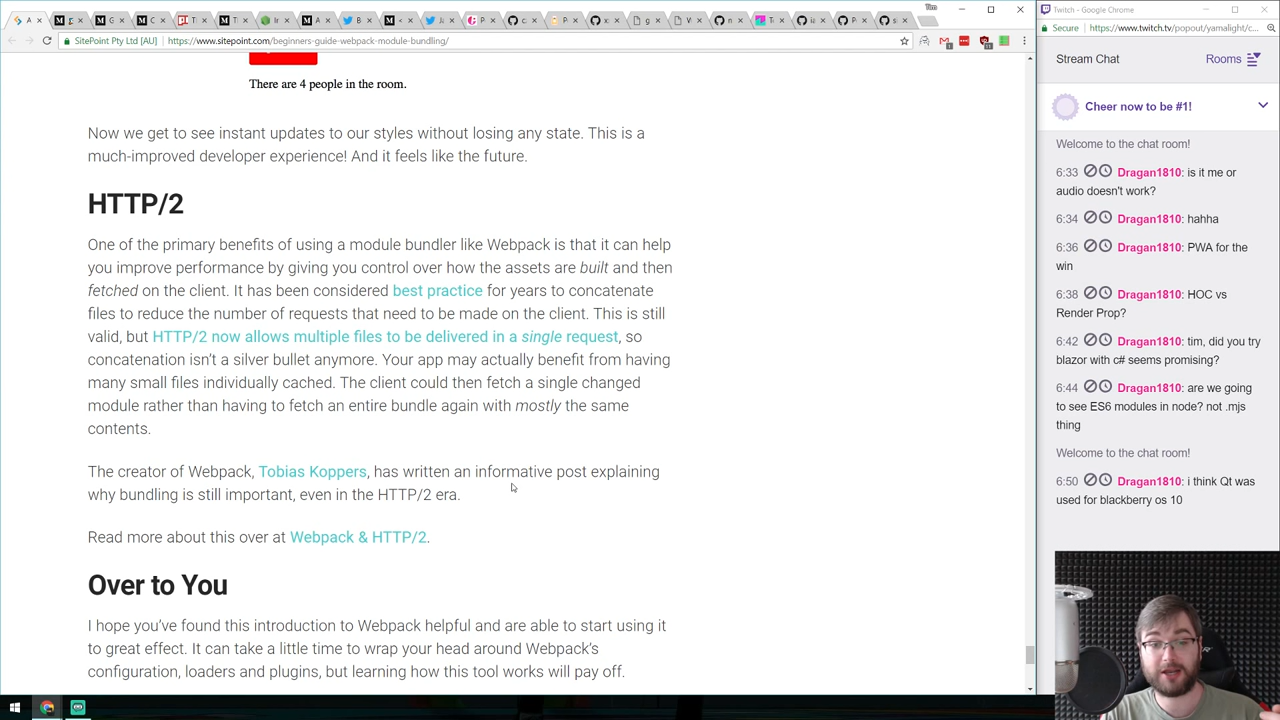 Tim
SitePoint Pty Ltd [AU]
https://www.sitepoint.com/beginners-guide-webpack-module-bundling/
There are 4 people in the room.
Now we get to see instant updates to our styles without losing any state. This is a
much-improved developer experience! And it feels like the future.
HTTP/2
One of the primary benefits of using a module bundler like Webpack is that it can help
you improve performance by giving you control over how the assets are built and then
fetched on the client. It has been considered best practice for years to concatenate
files to reduce the number of requests that need to be made on the client. This is still
valid, but HTTP/2 now allows multiple files to be delivered in a single request, so
concatenation isn't a silver bullet anymore. Your app may actually benefit from having
many small files individually cached. The client could then fetch a single changed
module rather than having to fetch an entire bundle again with mostly the same
contents.
The creator of Webpack, Tobias Koppers, has written an informative post explaining
why bundling is still important, even in the HTTP/2 era.
Read more about this over at Webpack & HTTP/2.
Over to You
I hope you've found this introduction to Webpack helpful and are able to start using it
to great effect. It can take a little time to wrap your head around Webpack's
configuration, loaders and plugins, but learning how this tool works will pay off.
Twitch - Google Chrome
Secure
https://www.twitch.tv/popout/yamalight/c...
Stream Chat
Rooms
Cheer now to be #1!
Welcome to the chat room!
6:33 Dragan1810: is it me or
audio doesn't work?
6:34 Dragan1810: hahha
6:36 Dragan1810: PWA for the
win
6:38 Dragan1810: HOC vs
Render Prop?
6:42 Dragan1810: tim, did you try
blazor with c# seems promising?
6:44 Dragan1810: are we going
to see ES6 modules in node? not .mjs
thing
Welcome to the chat room!
6:50 Dragan1810: i think Qt was
used for blackberry os 10